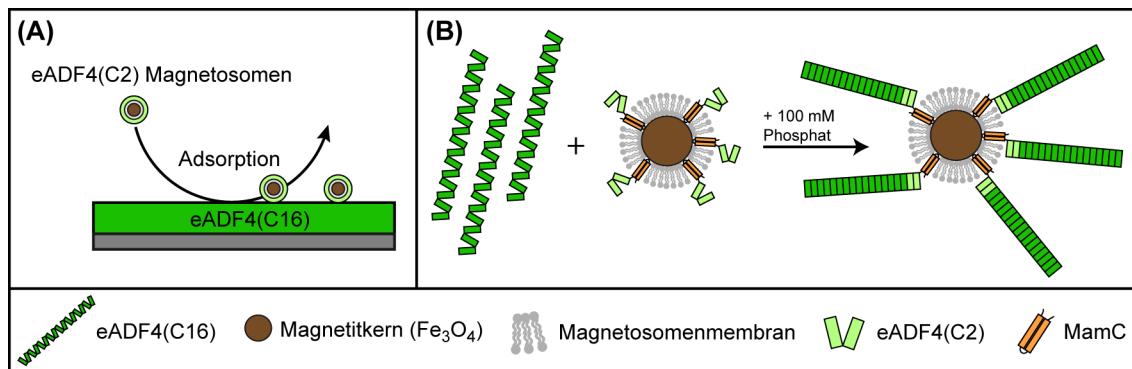 (A)
eADF4(C2) Magnetosomen
Adsorption
eADF4(C16)
(B)
+
+ 100 mM
Phosphat
eADF4(C16)
Magnetitkern (Fe₃O₄)
Magnetosomenmembran
eADF4(C2)
MamC